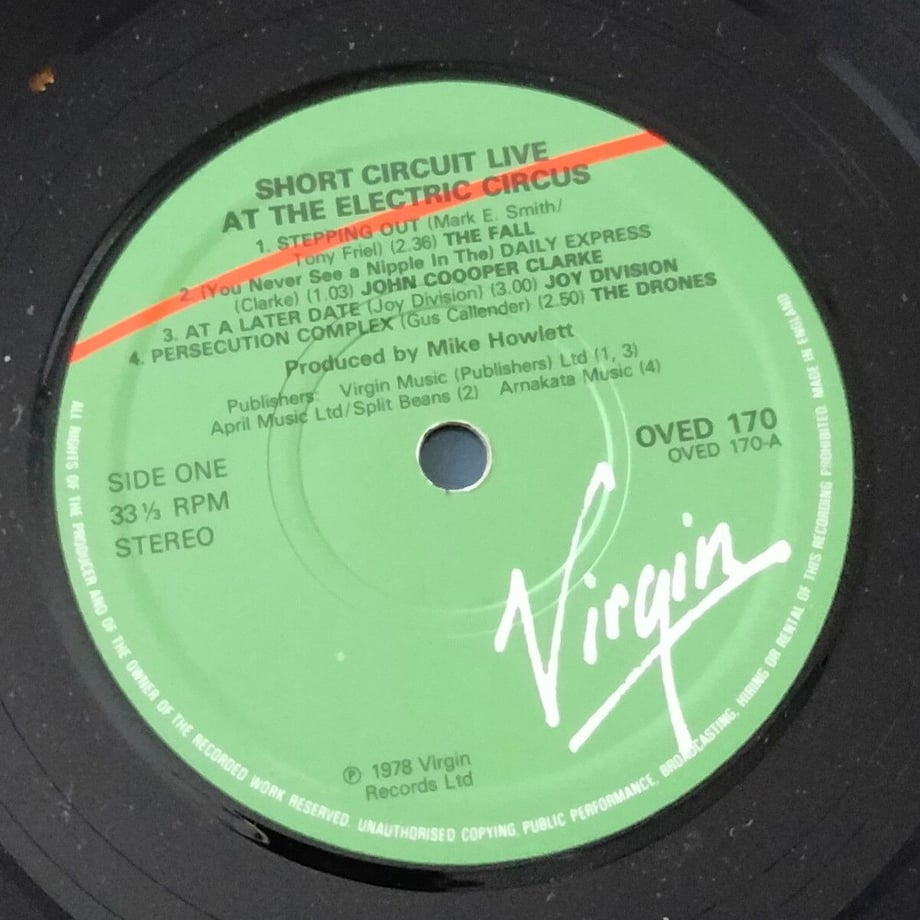 SHORT CIRCUIT LIVE
AT THE ELECTRIC CIRCUS
1. STEPPING OUT (Mark E. Smith/
Tony Friel) (2.36) THE FALL
2. (You Never See a Nipple In The) DAILY EXPRESS
(Clarke) (1.03) JOHN COOOPER CLARKE
3. AT A LATER DATE (Joy Division) (3.00) JOY DIVISION
4. PERSECUTION COMPLEX (Gus Callender) (2.50) THE DRONES
Produced by Mike Howlett
Publishers: Virgin Music (Publishers) Ltd (1, 3)
April Music Ltd/Split Beans (2) Arnakata Music (4)
SIDE ONE
33⅓ RPM
STEREO
OVED 170
OVED 170-A
Virgin
℗ 1978 Virgin
Records Ltd
ALL RIGHTS OF THE PRODUCER AND OF THE OWNER OF THE RECORDED WORK RESERVED. UNAUTHORISED COPYING, PUBLIC PERFORMANCE, BROADCASTING, HIRING OR RENTAL OF THIS RECORDING PROHIBITED. MADE IN ENGLAND